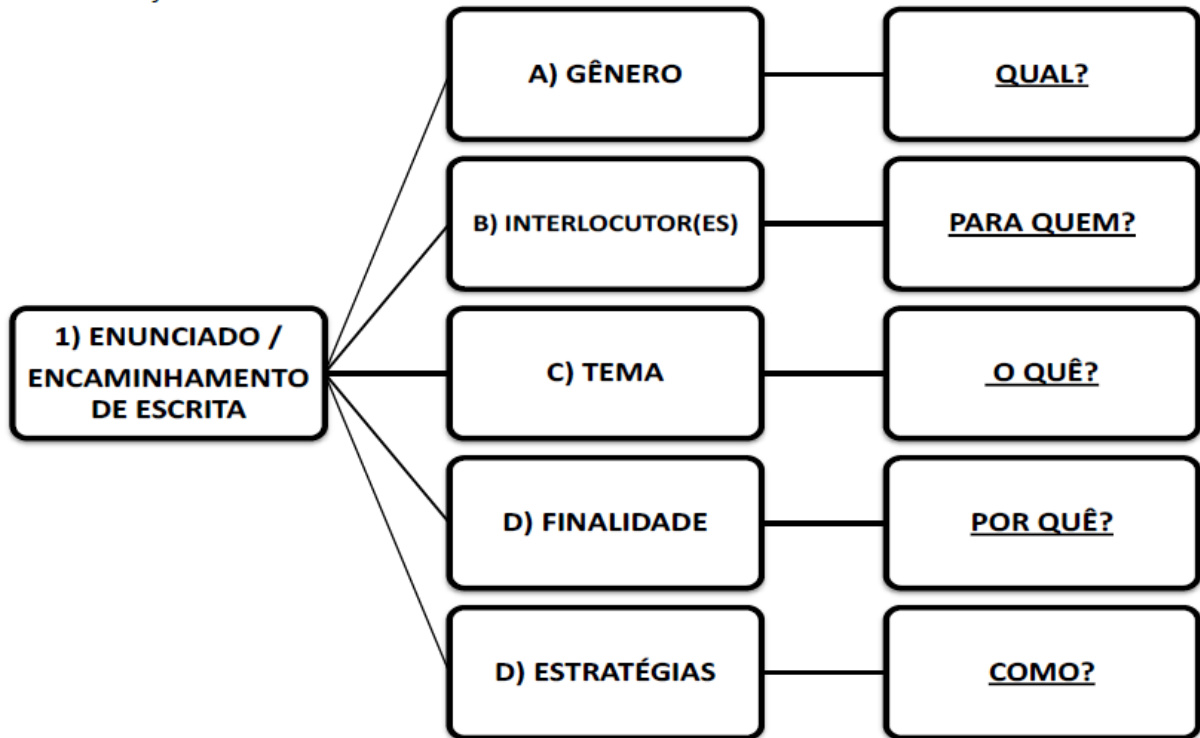 A) GÊNERO
QUAL?
B) INTERLOCUTOR(ES)
PARA QUEM?
1) ENUNCIADO /
ENCAMINHAMENTO
DE ESCRITA
C) TEMA
O QUÊ?
D) FINALIDADE
POR QUÊ?
D) ESTRATÉGIAS
COMO?